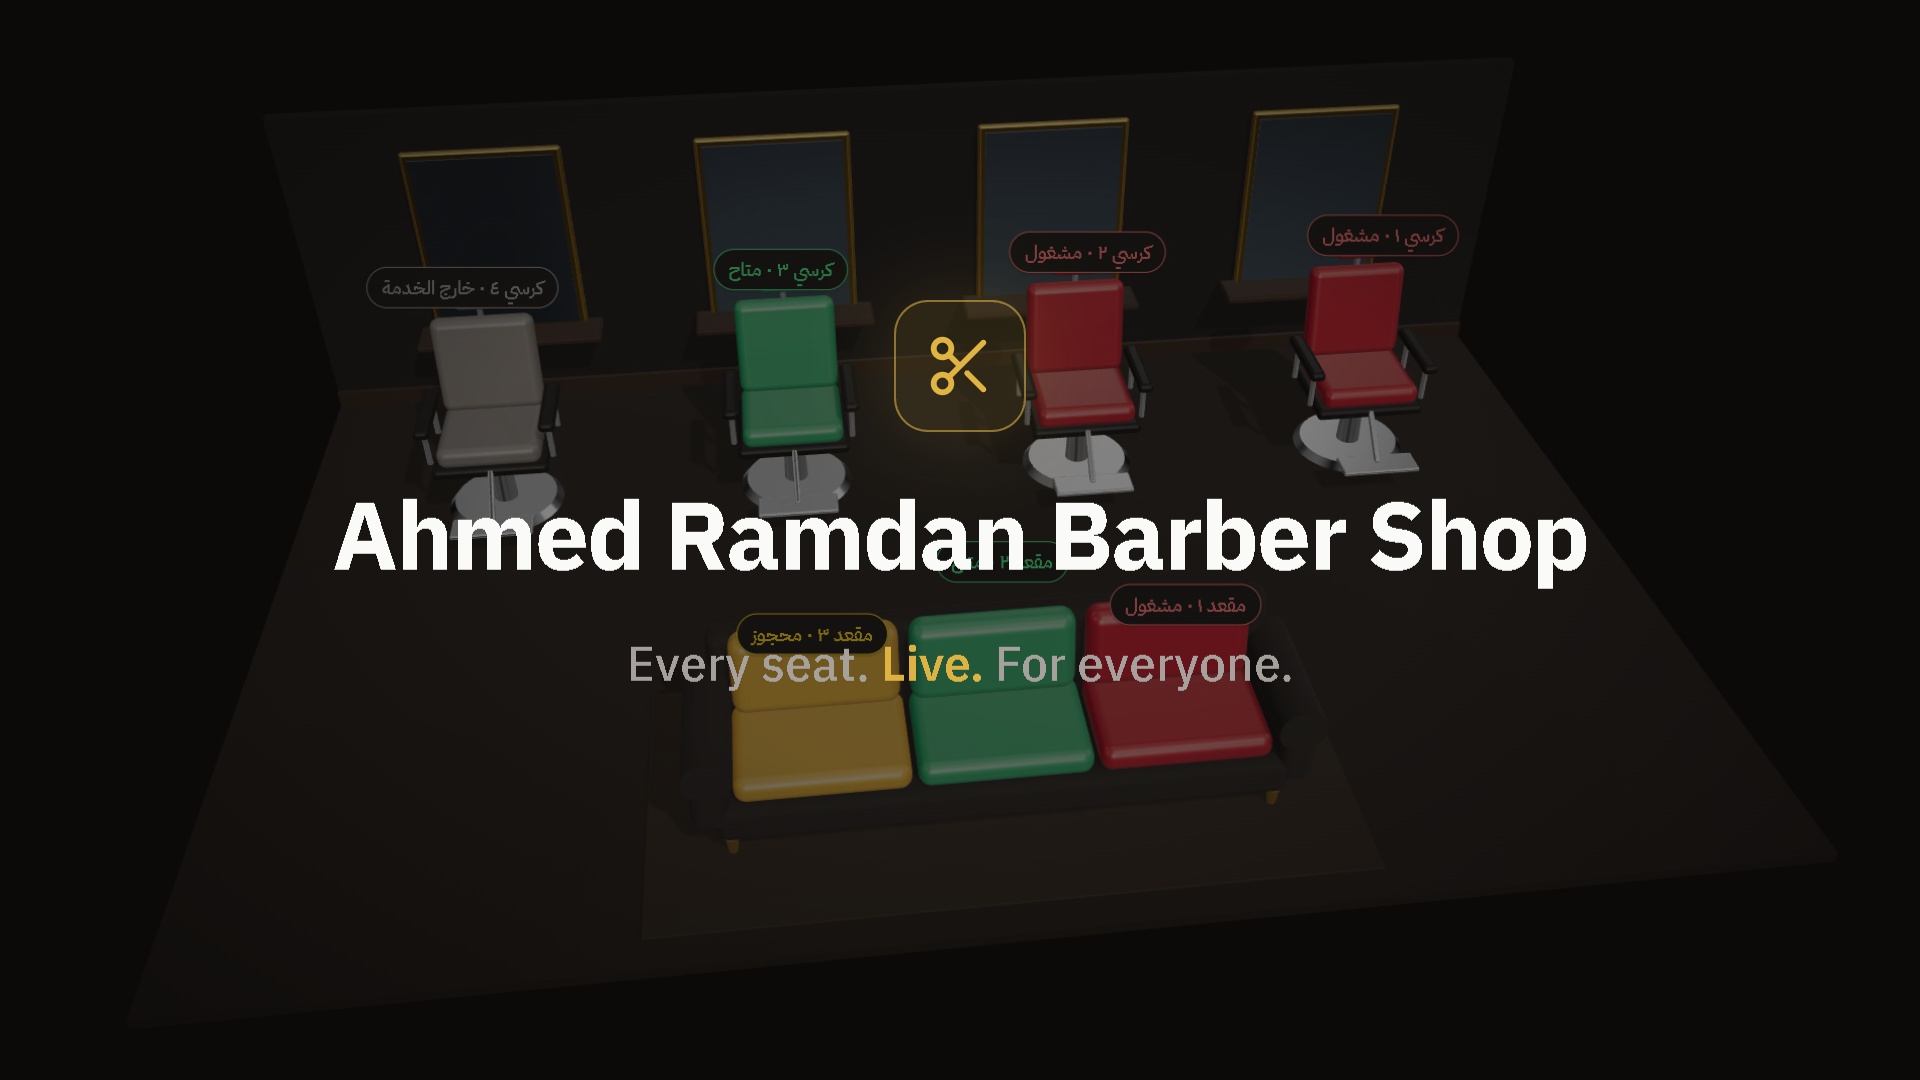 كرسي ١ · مشغول
كرسي ٢ · مشغول
كرسي ٣ · متاح
كرسي ٤ · خارج الخدمة
Ahmed Ramdan Barber Shop
مقعد ١ · مشغول
مقعد ٣ · محجوز
Every seat. Live. For everyone.